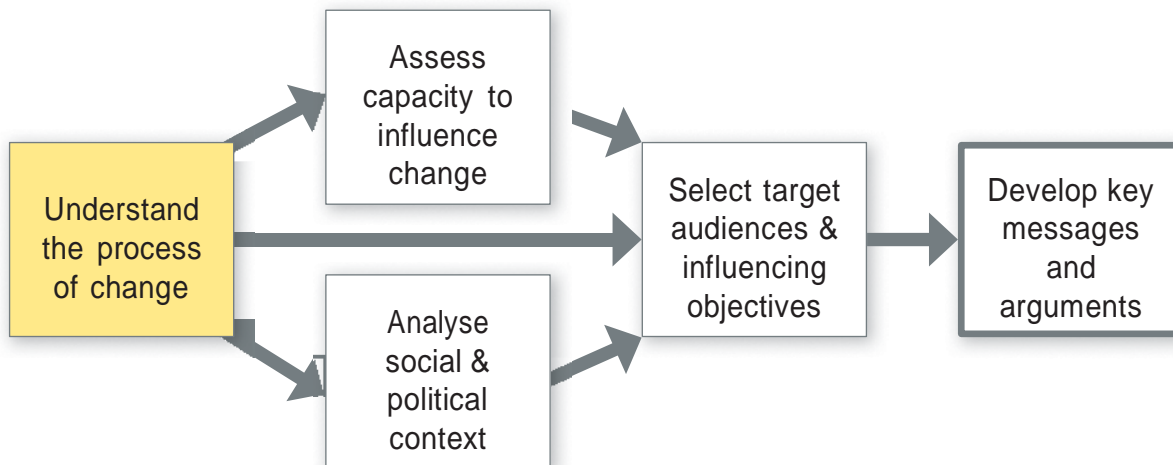 Understand
the process
of change
Assess
capacity to
influence
change
Analyse
social &
political
context
Select target
audiences &
influencing
objectives
Develop key
messages
and
arguments